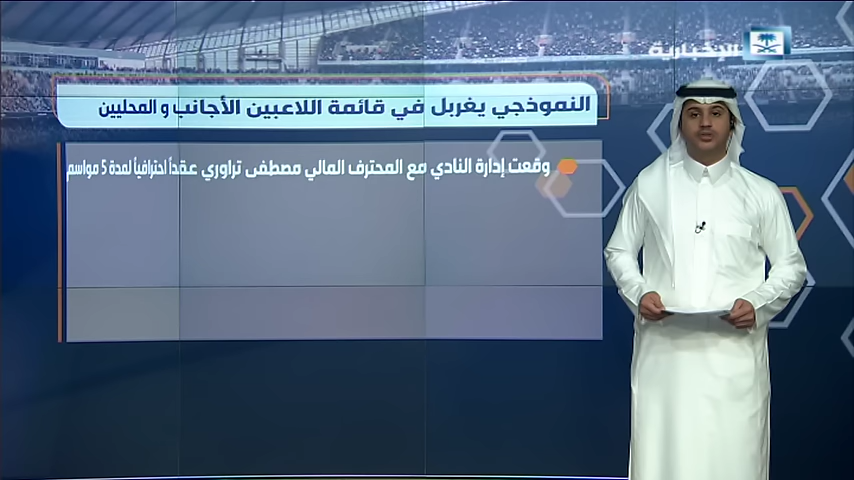 الإخبارية
النموذجي يغربل في قائمة اللاعبين الأجانب و المحليين
وقعت إدارة النادي مع المحترف المالي مصطفى تراوري عقداً احترافياً لمدة 5 مواسم